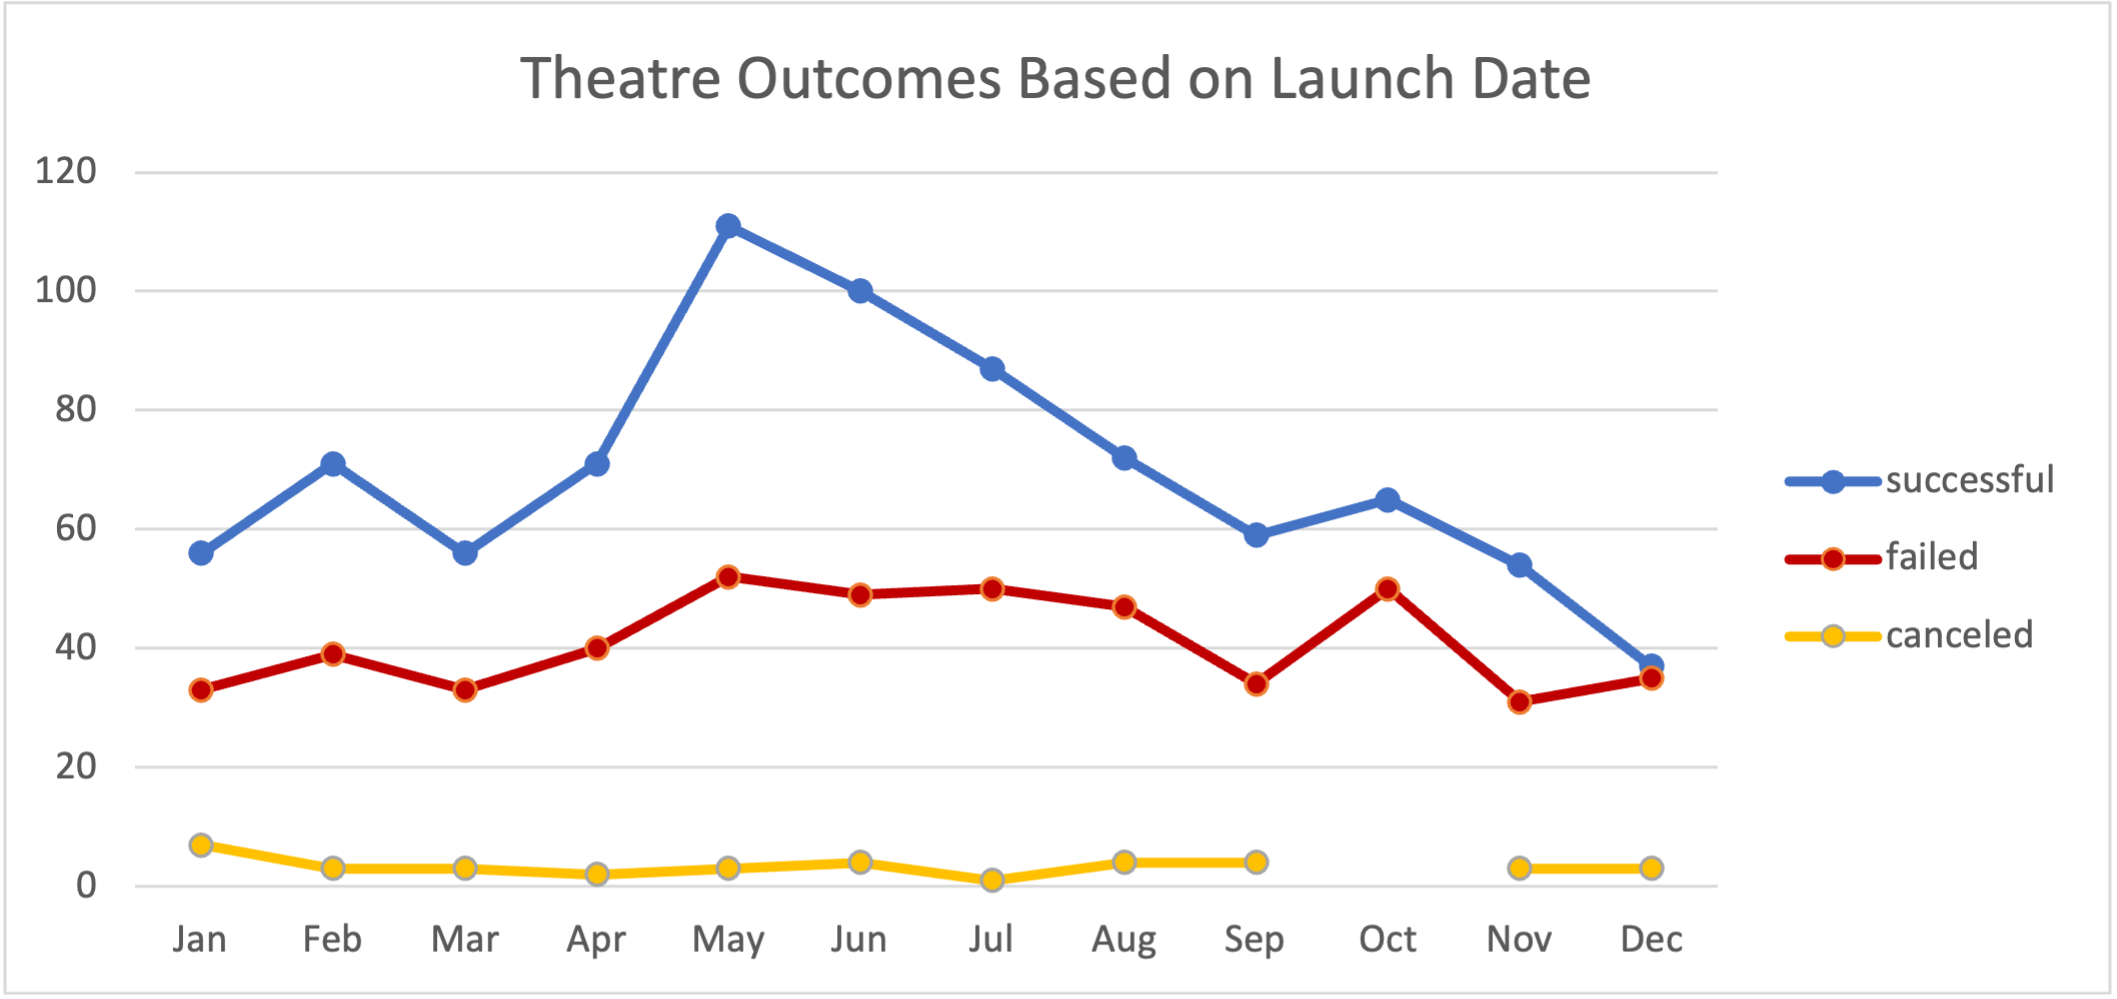 Theatre Outcomes Based on Launch Date
120
100
80
60
40
20
0
Jan Feb Mar Apr May Jun Jul Aug Sep Oct Nov Dec
successful
failed
canceled